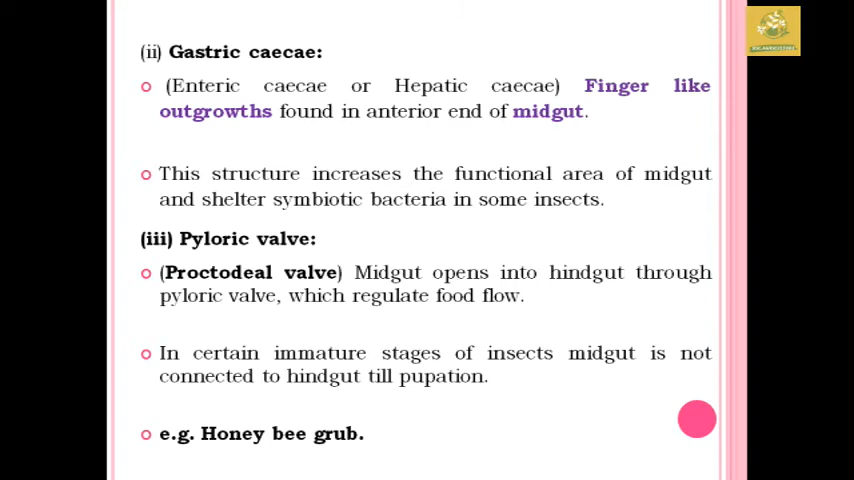 (ii) Gastric caecae:
(Enteric caecae or Hepatic caecae) Finger like
outgrowths found in anterior end of midgut.
This structure increases the functional area of midgut
and shelter symbiotic bacteria in some insects.
(iii) Pyloric valve:
(Proctodeal valve) Midgut opens into hindgut through
pyloric valve, which regulate food flow.
In certain immature stages of insects midgut is not
connected to hindgut till pupation.
e.g. Honey bee grub.